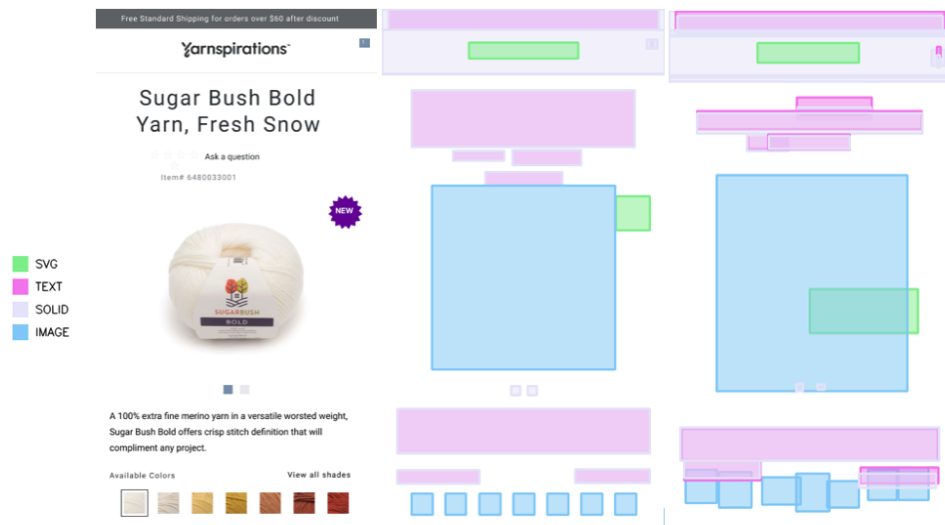 Free Standard Shipping for orders over $60 after discount
Yarnspirations
Sugar Bush Bold
Yarn, Fresh Snow
Ask a question
Item# 6480033001
NEW
SUGARBUSH
BOLD
SVG
TEXT
SOLID
IMAGE
A 100% extra fine merino yarn in a versatile worsted weight,
Sugar Bush Bold offers crisp stitch definition that will
compliment any project.
Available Colors
View all shades